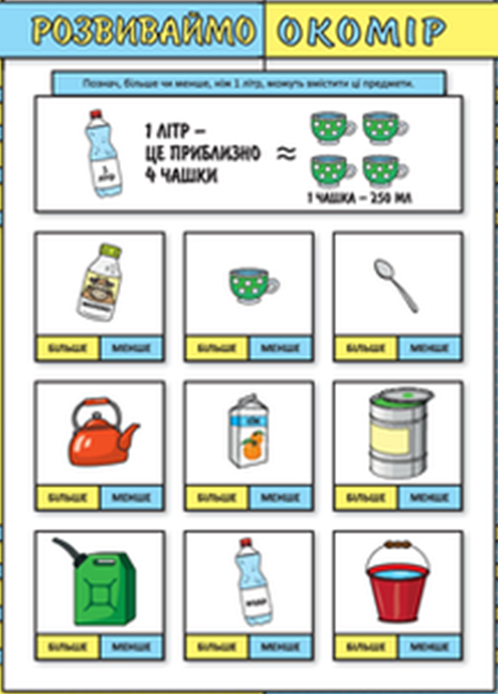 РОЗВИВАЙМО ОКОМІР
Познач, більше чи менше, ніж 1 літр, можуть вмістити ці предмети.
1 ЛІТР –
ЦЕ ПРИБЛИЗНО
4 ЧАШКИ
≈
1 літр
1 ЧАШКА – 250 МЛ
БІЛЬШЕ МЕНШЕ БІЛЬШЕ МЕНШЕ БІЛЬШЕ МЕНШЕ
БІЛЬШЕ МЕНШЕ БІЛЬШЕ МЕНШЕ БІЛЬШЕ МЕНШЕ
БІЛЬШЕ МЕНШЕ БІЛЬШЕ МЕНШЕ БІЛЬШЕ МЕНШЕ